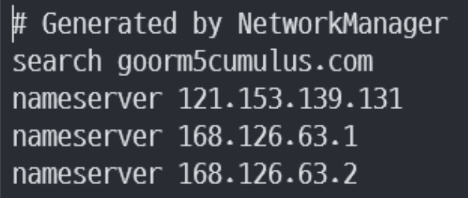 # Generated by NetworkManager
search goorm5cumulus.com
nameserver 121.153.139.131
nameserver 168.126.63.1
nameserver 168.126.63.2